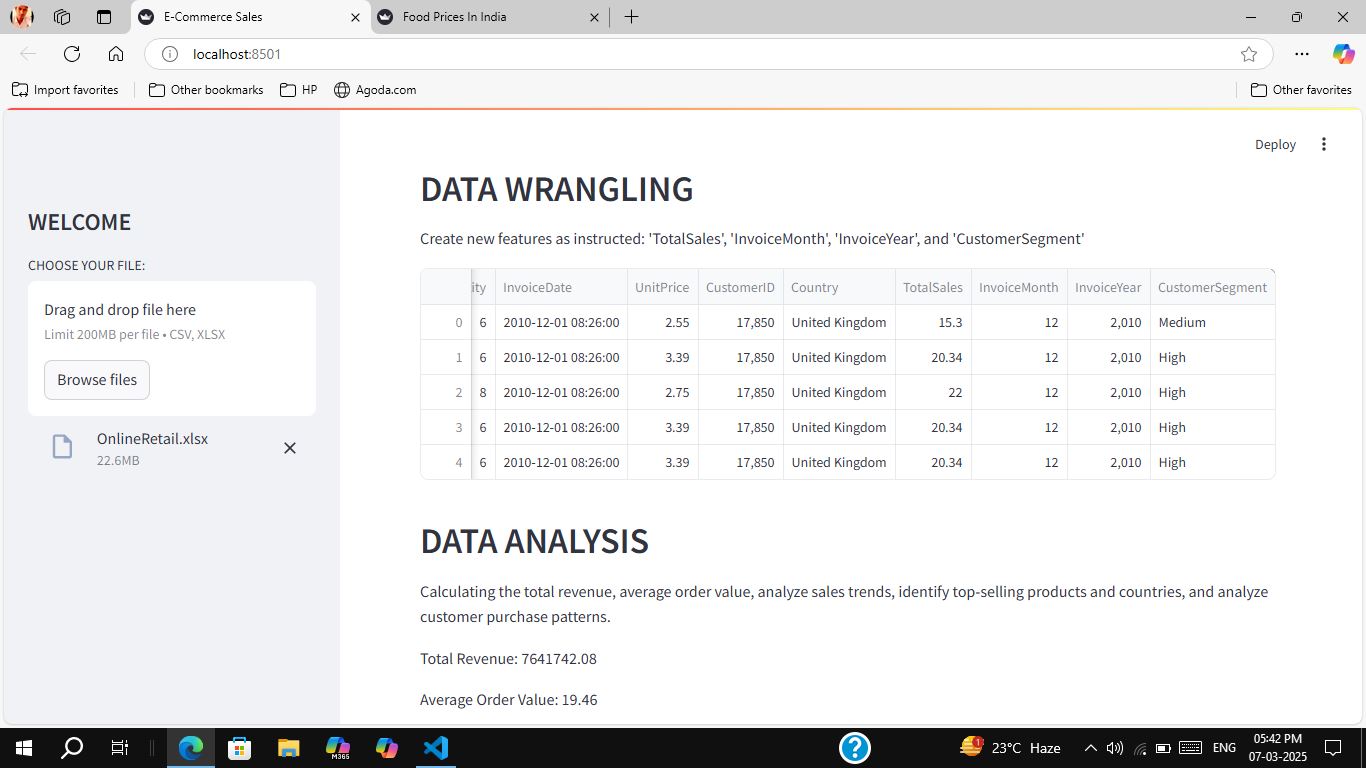 E-Commerce Sales
Food Prices In India
localhost:8501
Import favorites
Other bookmarks
HP
Agoda.com
Other favorites
Deploy
WELCOME
CHOOSE YOUR FILE:
Drag and drop file here
Limit 200MB per file • CSV, XLSX
Browse files
OnlineRetail.xlsx
22.6MB
DATA WRANGLING
Create new features as instructed: 'TotalSales', 'InvoiceMonth', 'InvoiceYear', and 'CustomerSegment'
ity InvoiceDate UnitPrice CustomerID Country TotalSales InvoiceMonth InvoiceYear CustomerSegment
0 6 2010-12-01 08:26:00 2.55 17,850 United Kingdom 15.3 12 2,010 Medium
1 6 2010-12-01 08:26:00 3.39 17,850 United Kingdom 20.34 12 2,010 High
2 8 2010-12-01 08:26:00 2.75 17,850 United Kingdom 22 12 2,010 High
3 6 2010-12-01 08:26:00 3.39 17,850 United Kingdom 20.34 12 2,010 High
4 6 2010-12-01 08:26:00 3.39 17,850 United Kingdom 20.34 12 2,010 High
DATA ANALYSIS
Calculating the total revenue, average order value, analyze sales trends, identify top-selling products and countries, and analyze
customer purchase patterns.
Total Revenue: 7641742.08
Average Order Value: 19.46
M365
1
23°C Haze
ENG
05:42 PM
07-03-2025